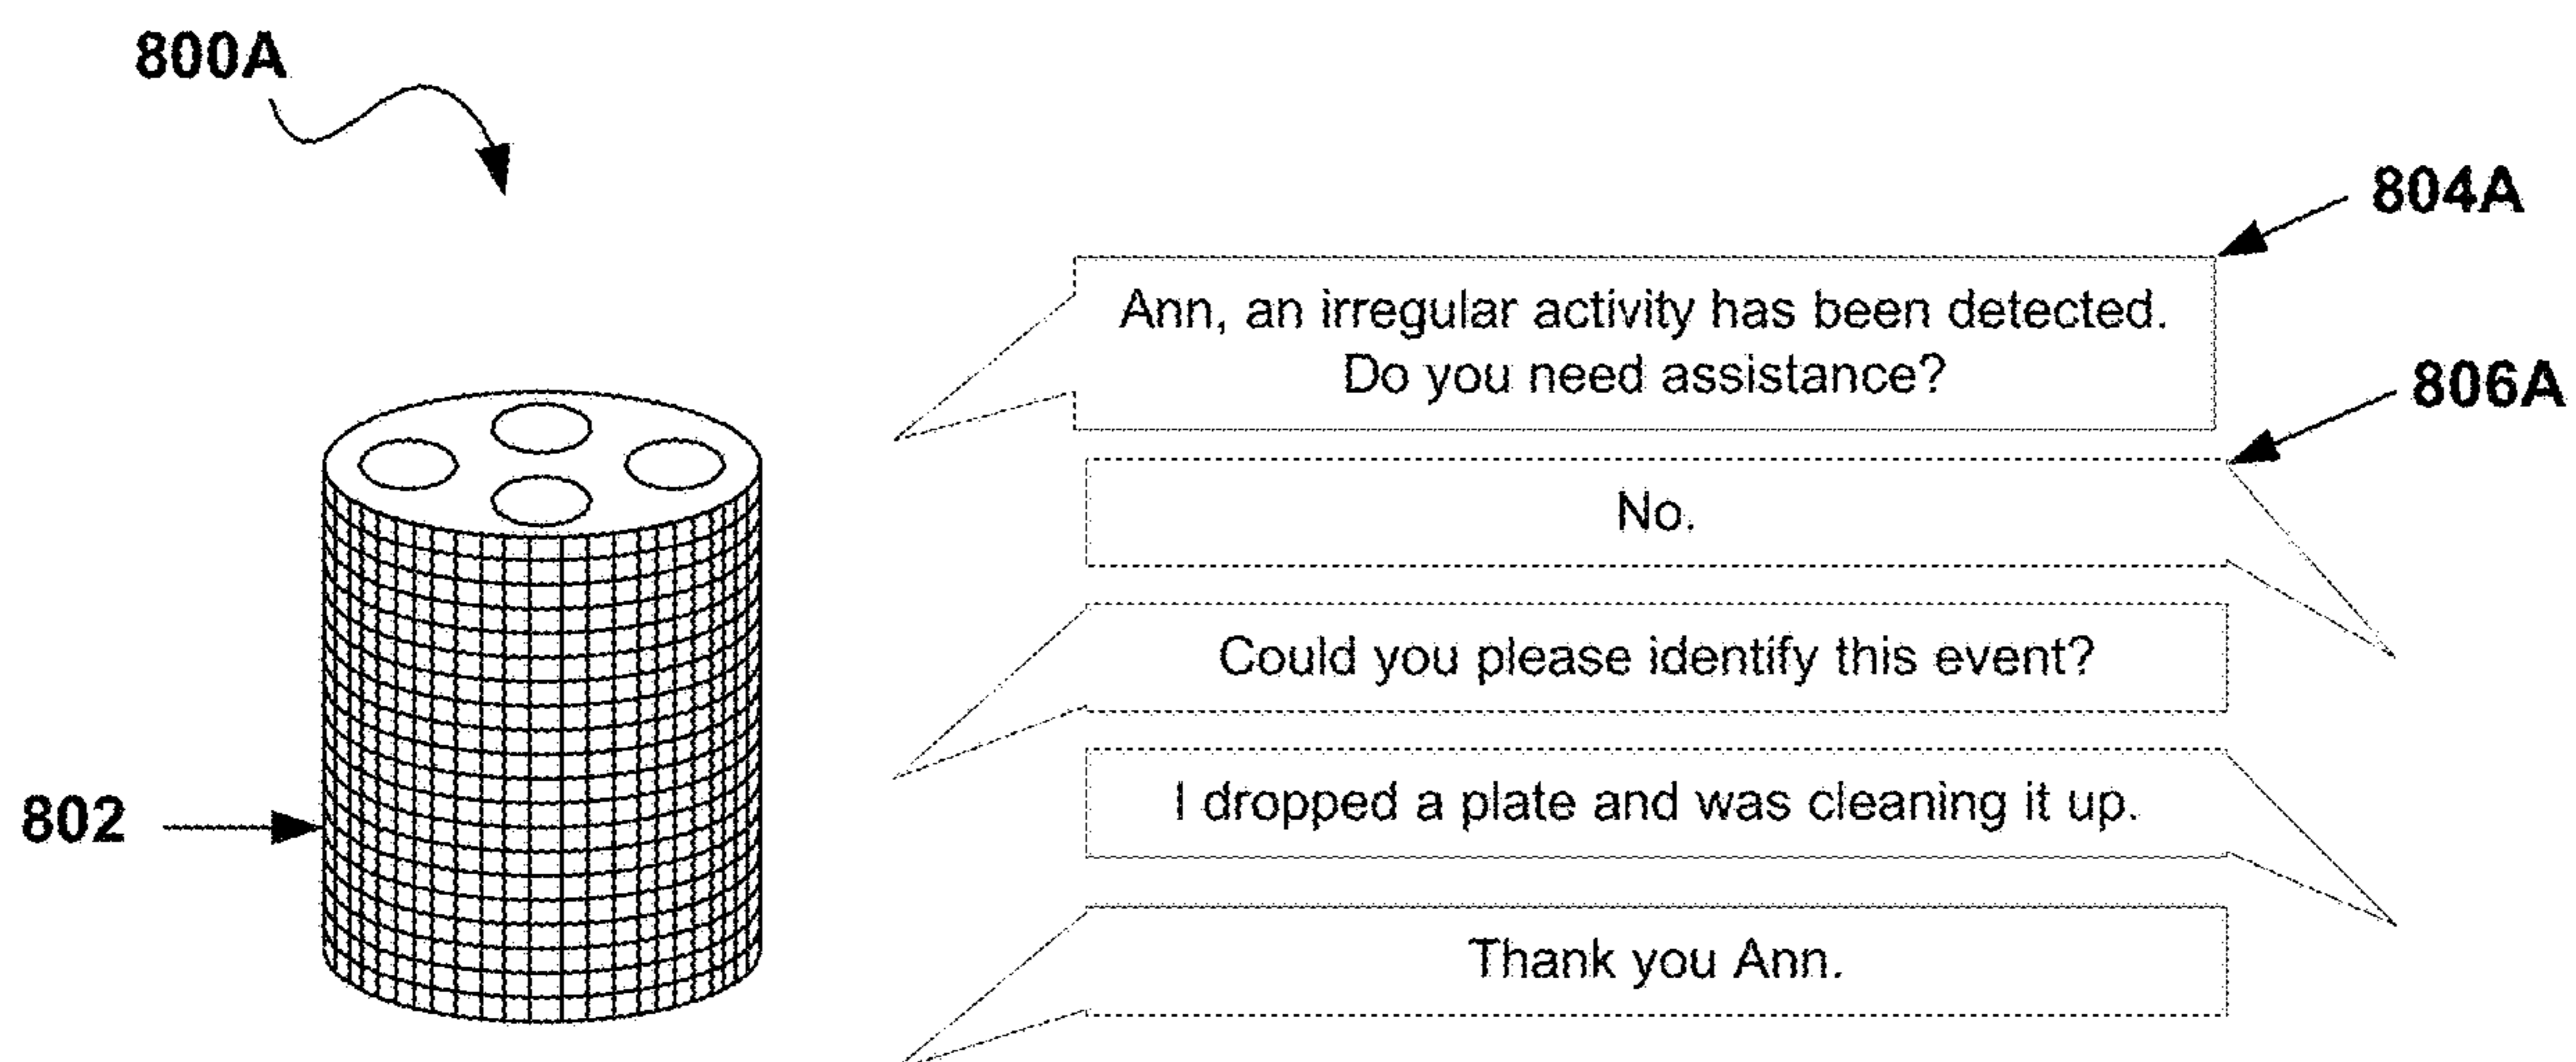 800A
804A
Ann, an irregular activity has been detected.
Do you need assistance?
806A
No.
Could you please identify this event?
802
I dropped a plate and was cleaning it up.
Thank you Ann.